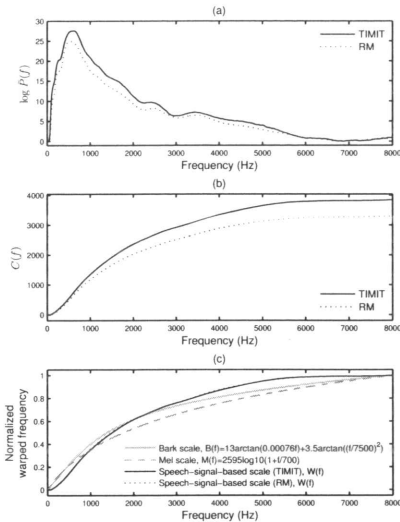 (a)
log P̂(f)
30
25
20
15
10
5
0
TIMIT
RM
0 1000 2000 3000 4000 5000 6000 7000 8000
Frequency (Hz)
(b)
C(f)
4000
3000
2000
1000
0
TIMIT
RM
0 1000 2000 3000 4000 5000 6000 7000 8000
Frequency (Hz)
(c)
Normalized
warped frequency
1
0.8
0.6
0.4
0.2
0
Bark scale, B(f)=13arctan(0.00076f)+3.5arctan((f/7500)²)
Mel scale, M(f)=2595log10(1+f/700)
Speech-signal-based scale (TIMIT), W(f)
Speech-signal-based scale (RM), W(f)
0 1000 2000 3000 4000 5000 6000 7000 8000
Frequency (Hz)